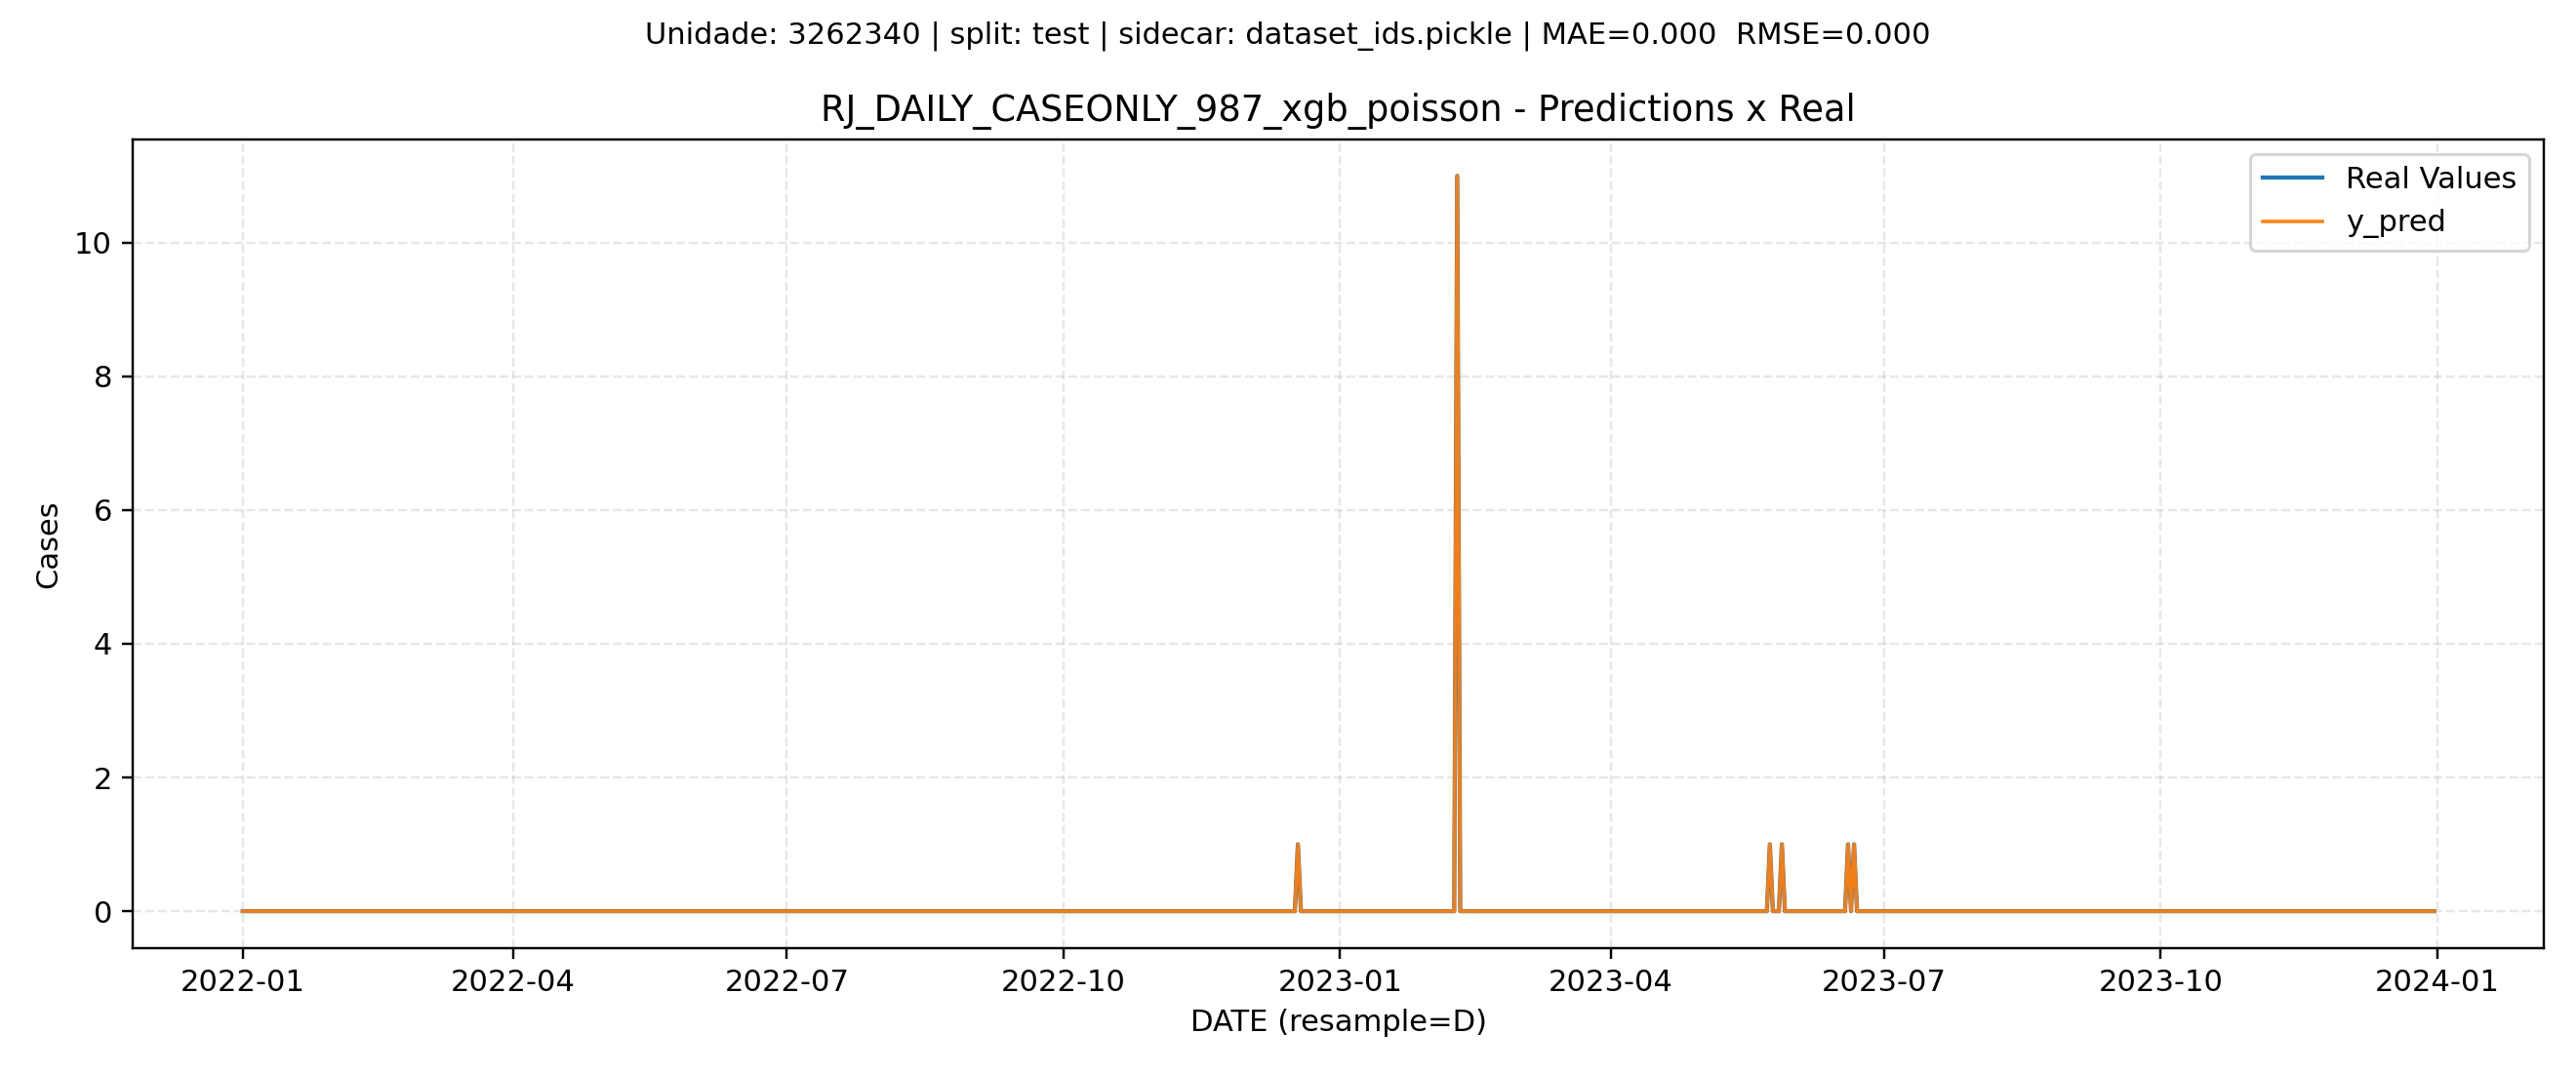 Unidade: 3262340 | split: test | sidecar: dataset_ids.pickle | MAE=0.000  RMSE=0.000
RJ_DAILY_CASEONLY_987_xgb_poisson - Predictions x Real
Real Values
y_pred
Cases
10
8
6
4
2
0
2022-01 2022-04 2022-07 2022-10 2023-01 2023-04 2023-07 2023-10 2024-01
DATE (resample=D)